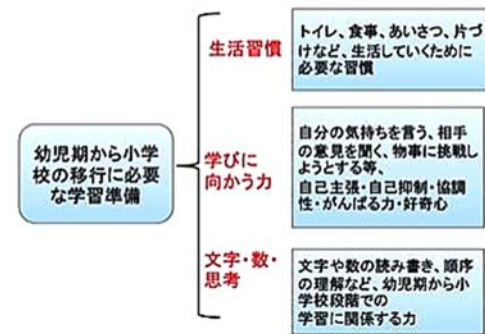 幼児期から小学
校の移行に必要
な学習準備
生活習慣
トイレ、食事、あいさつ、片づ
けなど、生活していくために
必要な習慣
学びに
向かう力
自分の気持ちを言う、相手
の意見を聞く、物事に挑戦し
ようとする等、
自己主張・自己抑制・協調
性・がんばる力・好奇心
文字・数・
思考
文字や数の読み書き、順序
の理解など、幼児期から小
学校段階での
学習に関係する力